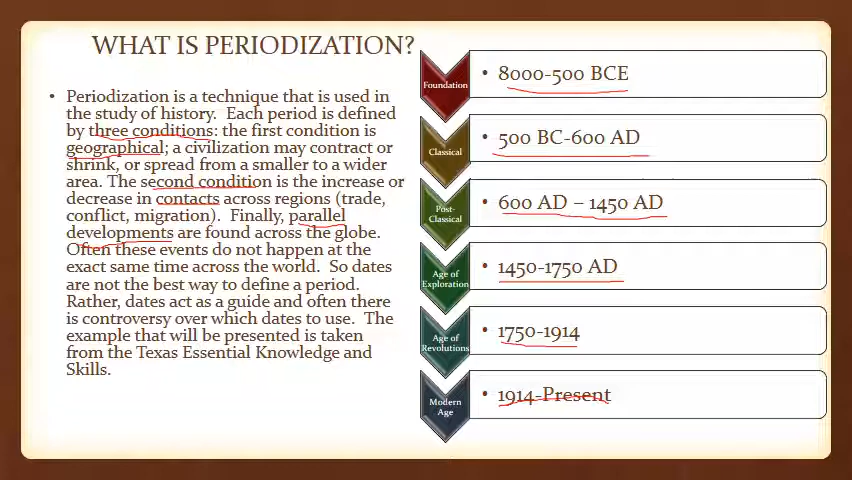 WHAT IS PERIODIZATION?
• Periodization is a technique that is used in
the study of history. Each period is defined
by three conditions: the first condition is
geographical; a civilization may contract or
shrink, or spread from a smaller to a wider
area. The second condition is the increase or
decrease in contacts across regions (trade,
conflict, migration). Finally, parallel
developments are found across the globe.
Often these events do not happen at the
exact same time across the world. So dates
are not the best way to define a period.
Rather, dates act as a guide and often there
is controversy over which dates to use. The
example that will be presented is taken
from the Texas Essential Knowledge and
Skills.
Foundation
• 8000-500 BCE
Classical
• 500 BC-600 AD
Post-
Classical
• 600 AD – 1450 AD
Age of
Exploration
• 1450-1750 AD
Age of
Revolutions
• 1750-1914
Modern
Age
• 1914-Present